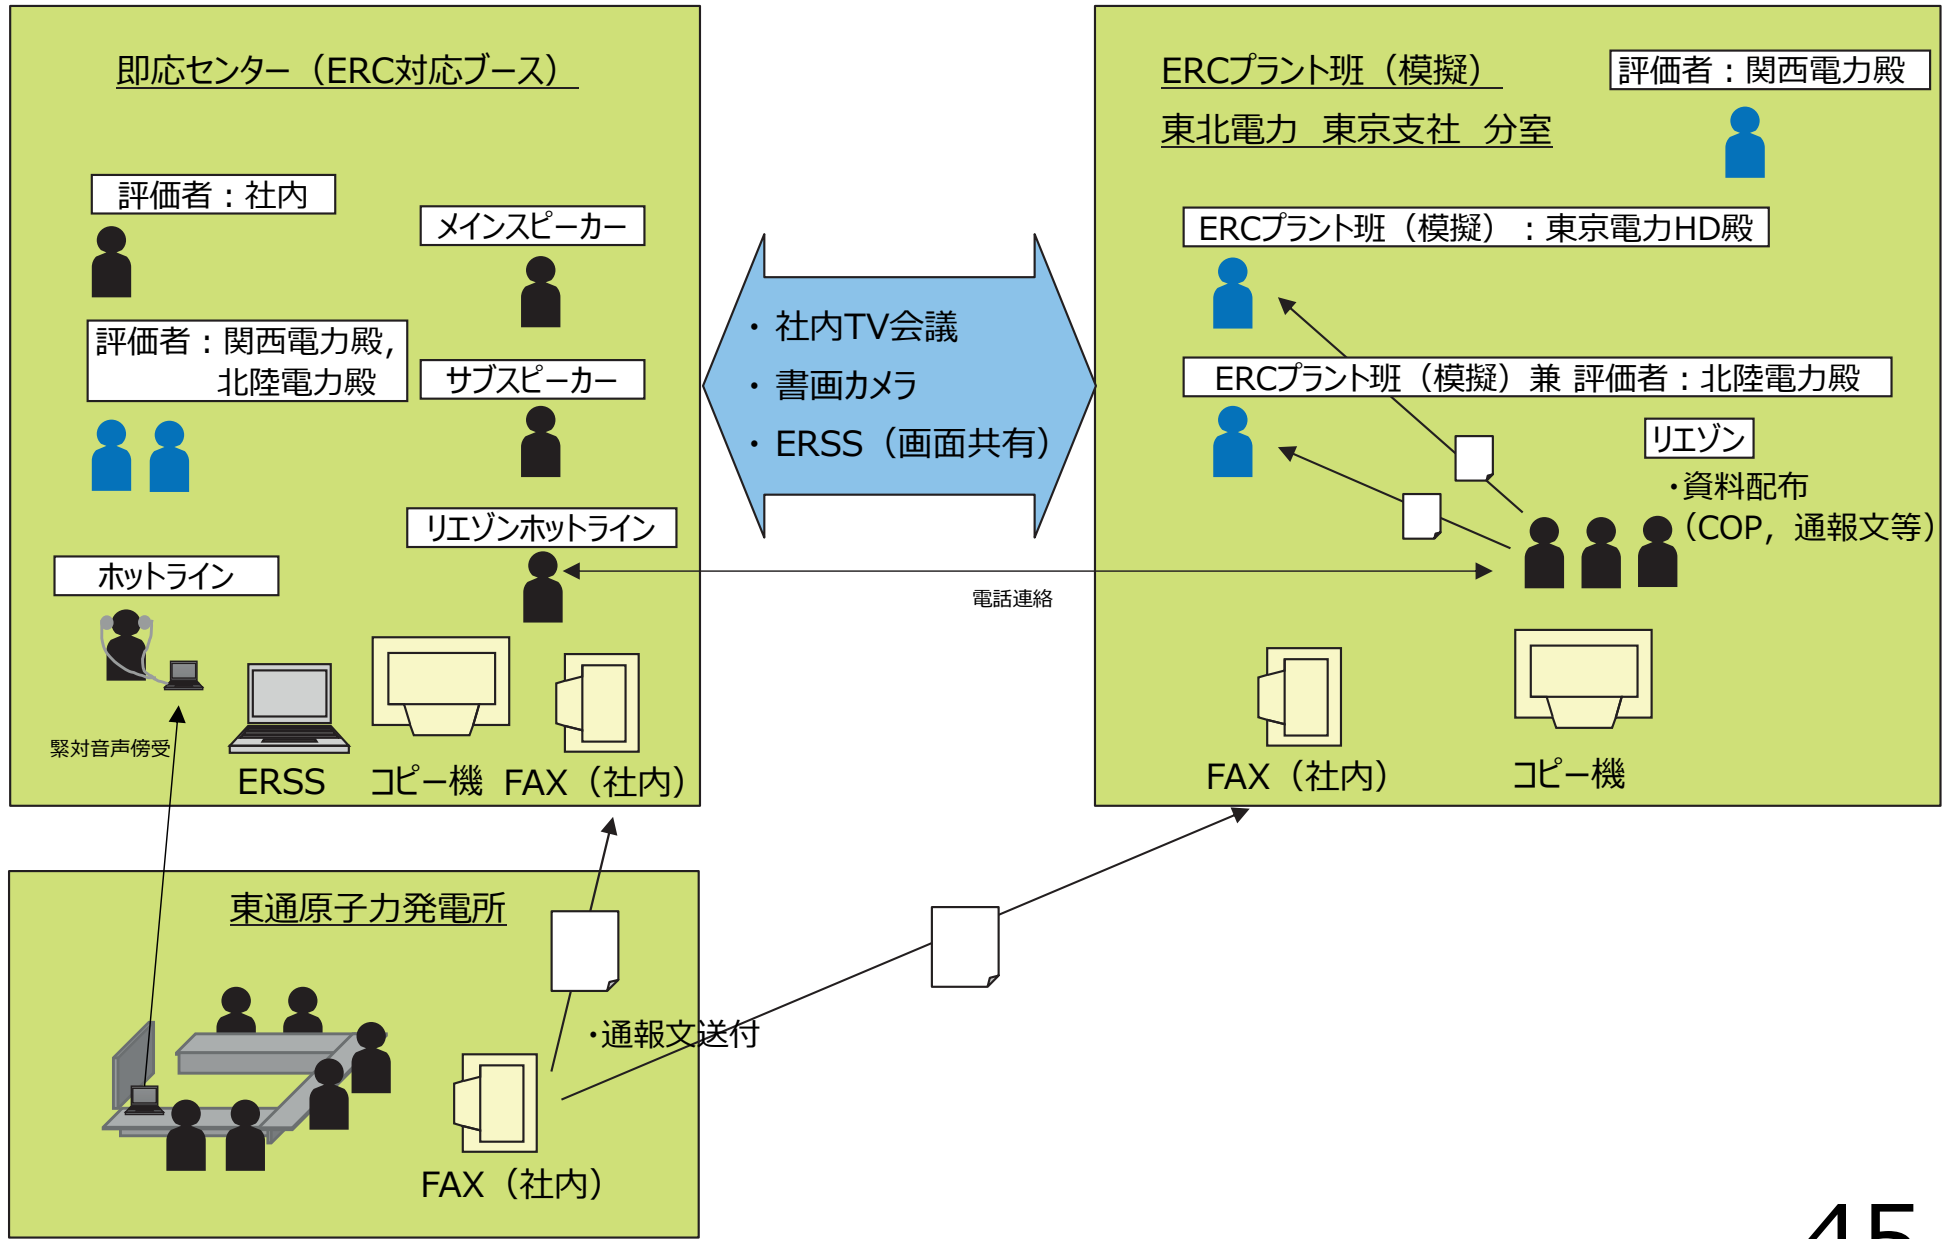 即応センター（ERC対応ブース）
評価者：社内
メインスピーカー
評価者：関西電力殿,
北陸電力殿
サブスピーカー
リエゾンホットライン
ホットライン
緊対音声傍受
ERSS
コピー機
FAX（社内）
・社内TV会議
・書画カメラ
・ERSS（画面共有）
電話連絡
ERCプラント班（模擬）
東北電力　東京支社　分室
評価者：関西電力殿
ERCプラント班（模擬）：東京電力HD殿
ERCプラント班（模擬）兼 評価者：北陸電力殿
リエゾン
・資料配布
（COP, 通報文等）
FAX（社内）
コピー機
東通原子力発電所
・通報文送付
FAX（社内）
45